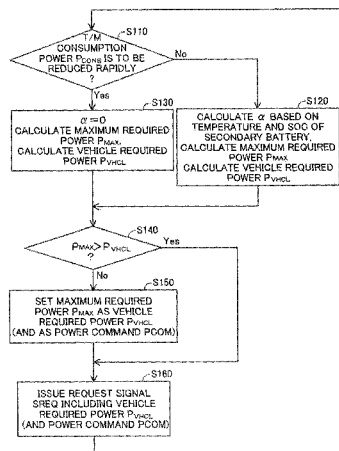 S110
T/M
CONSUMPTION
POWER PCONS IS TO BE
REDUCED RAPIDLY
?
No
Yes
S130
α=0
CALCULATE MAXIMUM REQUIRED
POWER PMAX,
CALCULATE VEHICLE REQUIRED
POWER PVHCL
S120
CALCULATE α BASED ON
TEMPERATURE AND SOC OF
SECONDARY BATTERY,
CALCULATE MAXIMUM REQUIRED
POWER PMAX
CALCULATE VEHICLE REQUIRED
POWER PVHCL
S140
PMAX>PVHCL
?
Yes
No
S150
SET MAXIMUM REQUIRED
POWER PMAX AS VEHICLE
REQUIRED POWER PVHCL
(AND AS POWER COMMAND PCOM)
S160
ISSUE REQUEST SIGNAL
SREQ INCLUDING VEHICLE
REQUIRED POWER PVHCL
(AND POWER COMMAND PCOM)